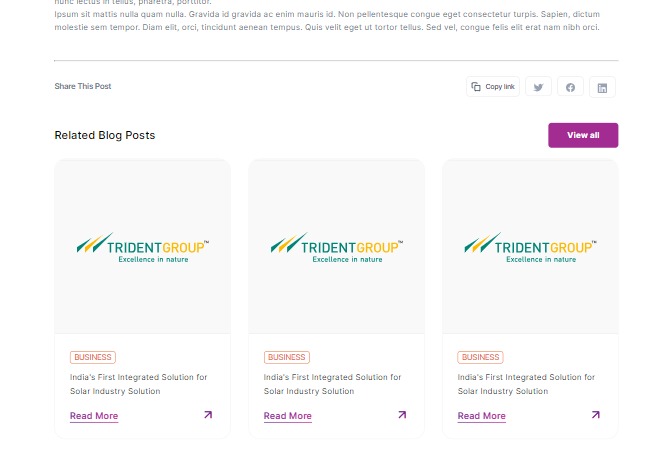 nunc lectus in tellus, pharetra, porttitor.
Ipsum sit mattis quam nulla. Gravida id gravida ac enim mauris id. Non pellentesque congue eget consectetur turpis. Sapien, dictum
molestie sem tempor. Diam elit, orci, tincidunt aenean tempus. Quis velit eget ut tortor tellus. Sed vel, congue felis elit erat nam nibh orci.
Share This Post
Copy link
Related Blog Posts
View all
TRIDENTGROUP™
Excellence in nature
BUSINESS
India's First Integrated Solution for
Solar Industry Solution
Read More
TRIDENTGROUP™
Excellence in nature
BUSINESS
India's First Integrated Solution for
Solar Industry Solution
Read More
TRIDENTGROUP™
Excellence in nature
BUSINESS
India's First Integrated Solution for
Solar Industry Solution
Read More